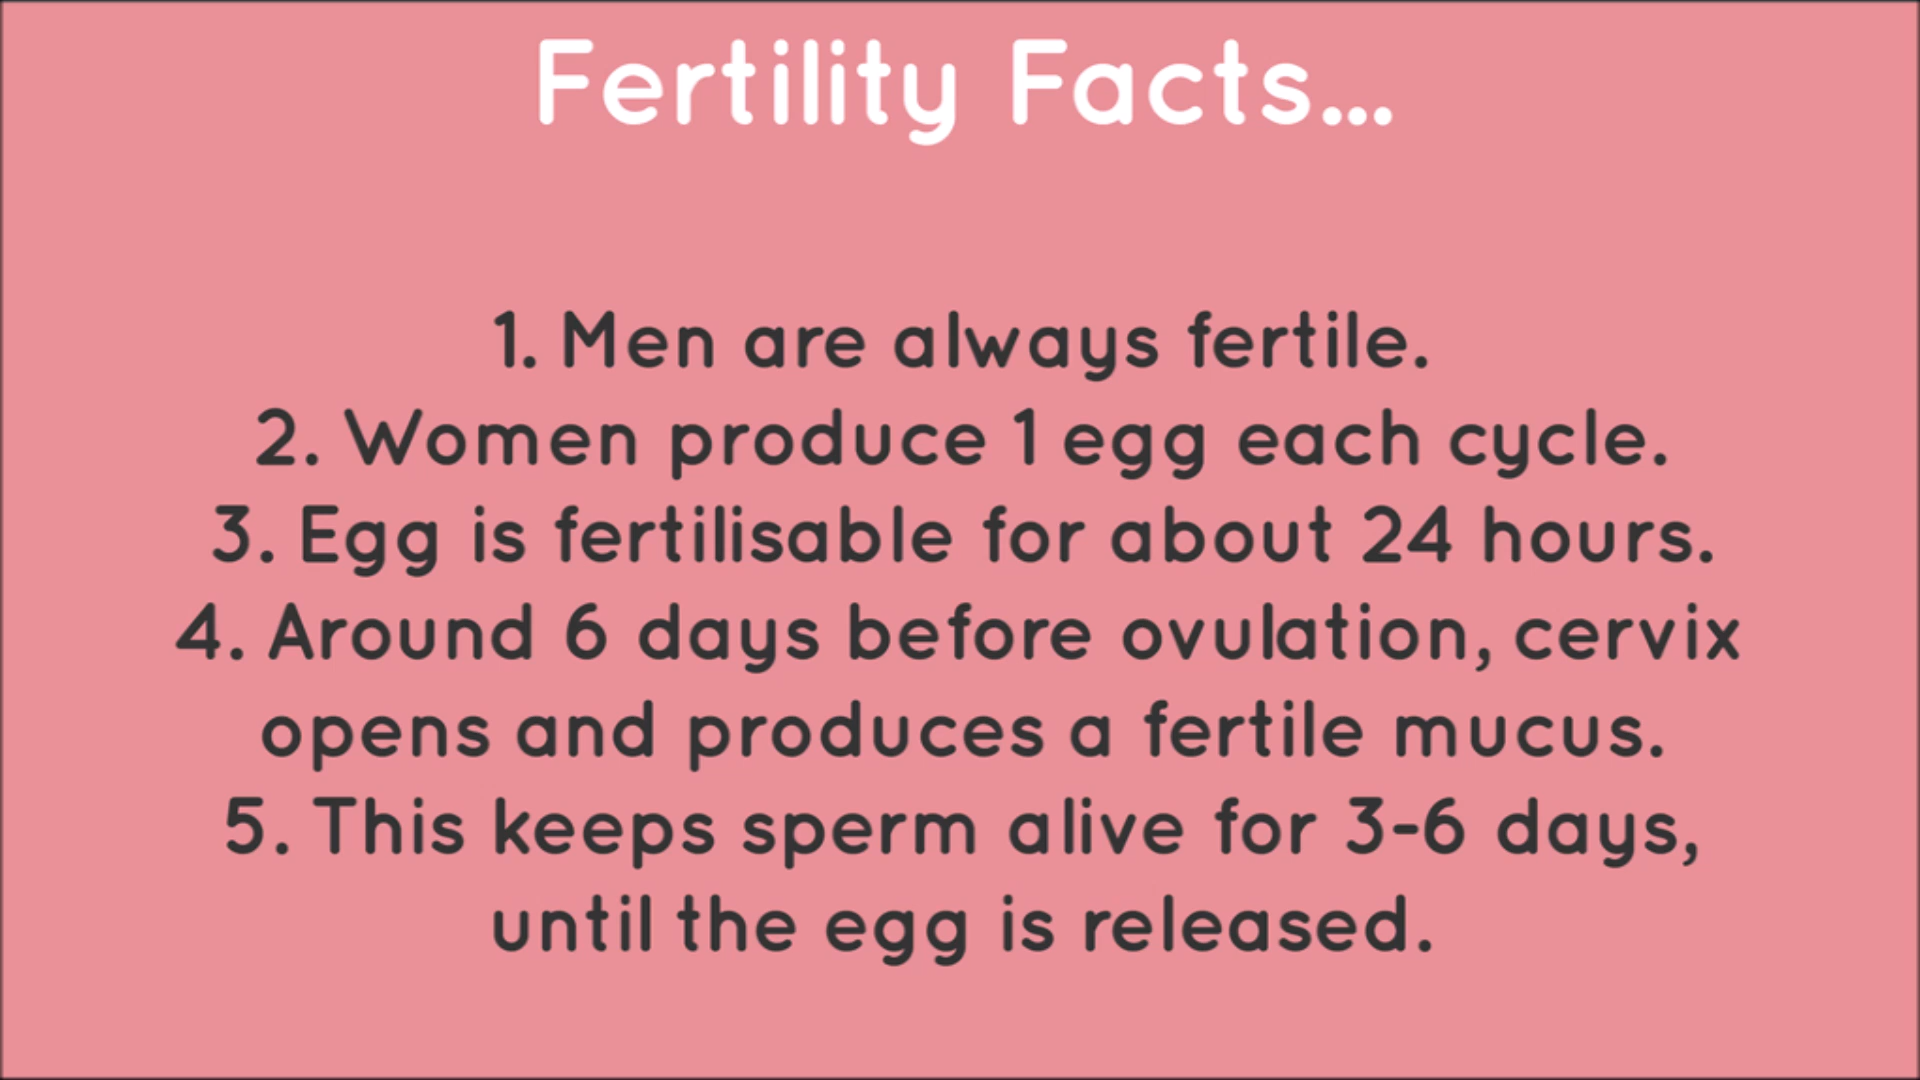 Fertility Facts...
1. Men are always fertile.
2. Women produce 1 egg each cycle.
3. Egg is fertilisable for about 24 hours.
4. Around 6 days before ovulation, cervix
opens and produces a fertile mucus.
5. This keeps sperm alive for 3-6 days,
until the egg is released.